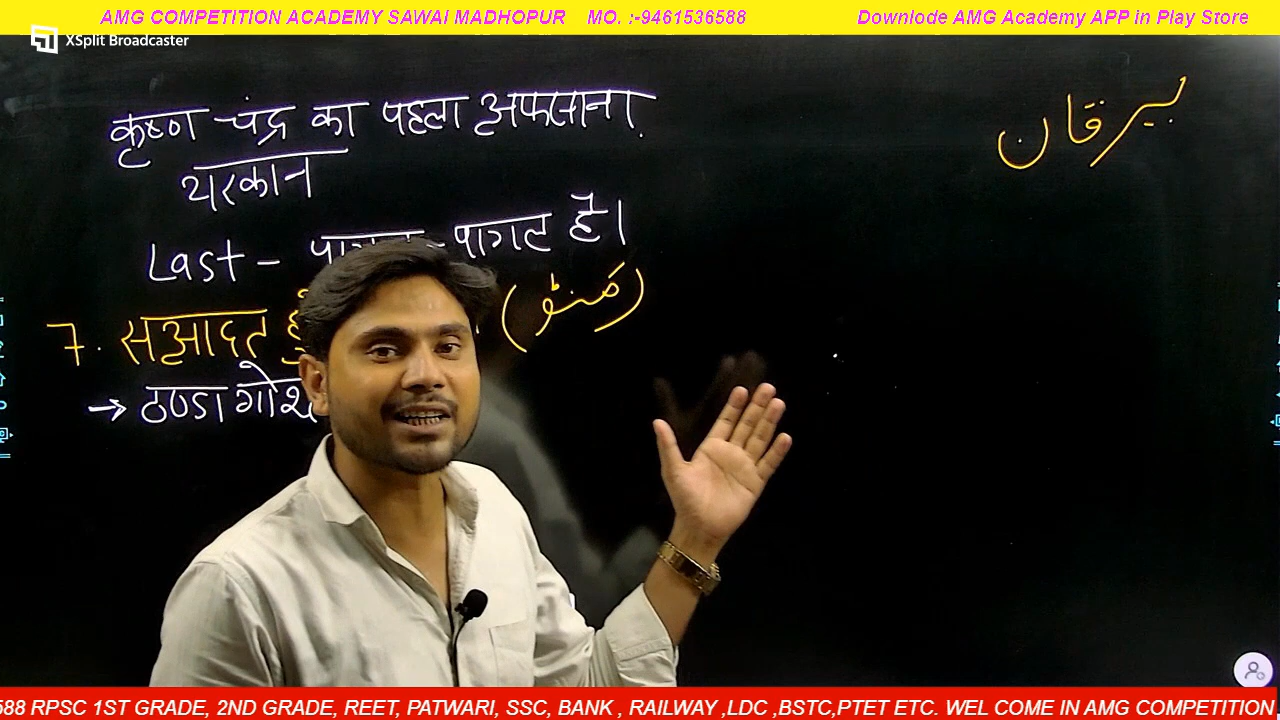 AMG COMPETITION ACADEMY SAWAI MADHOPUR MO. :-9461536588 Downlode AMG Academy APP in Play Store
XSplit Broadcaster
कृष्ण चंद्र का पहला अफसाना
यरकान
یرقان
Last - पागल है।
7. सआदत (منٹو)
→ ठण्डा
588 RPSC 1ST GRADE, 2ND GRADE, REET, PATWARI, SSC, BANK , RAILWAY ,LDC ,BSTC,PTET ETC. WEL COME IN AMG COMPETITION